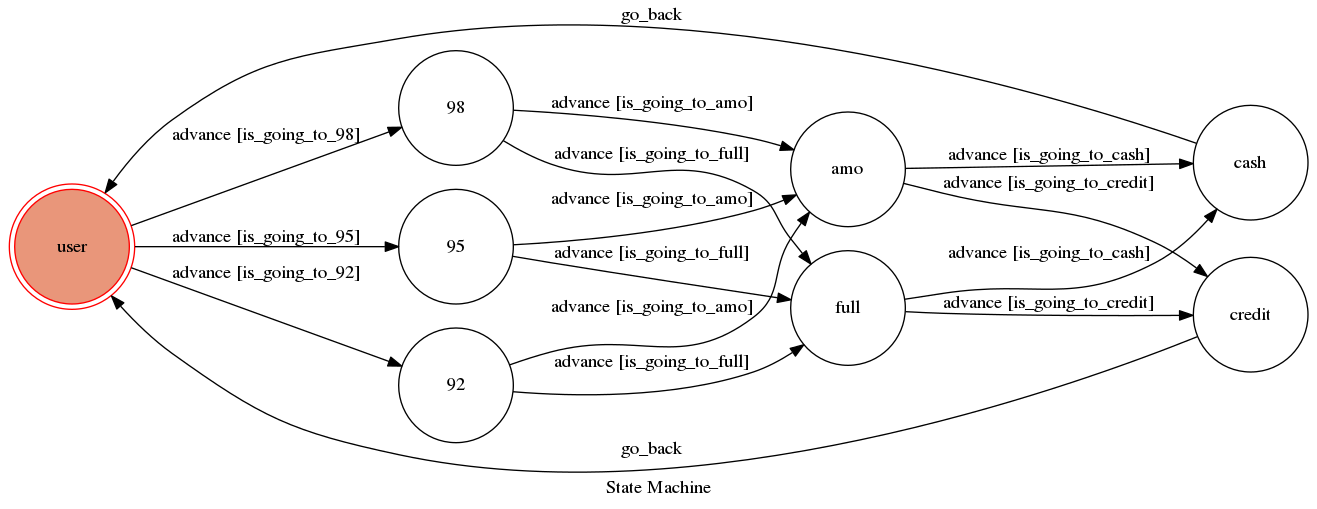 go_back
advance [is_going_to_98]
98
advance [is_going_to_amo]
advance [is_going_to_full]
amo
advance [is_going_to_cash]
advance [is_going_to_credit]
cash
user
advance [is_going_to_95]
advance [is_going_to_92]
95
advance [is_going_to_amo]
advance [is_going_to_full]
full
advance [is_going_to_cash]
advance [is_going_to_credit]
credit
92
advance [is_going_to_amo]
advance [is_going_to_full]
go_back
State Machine